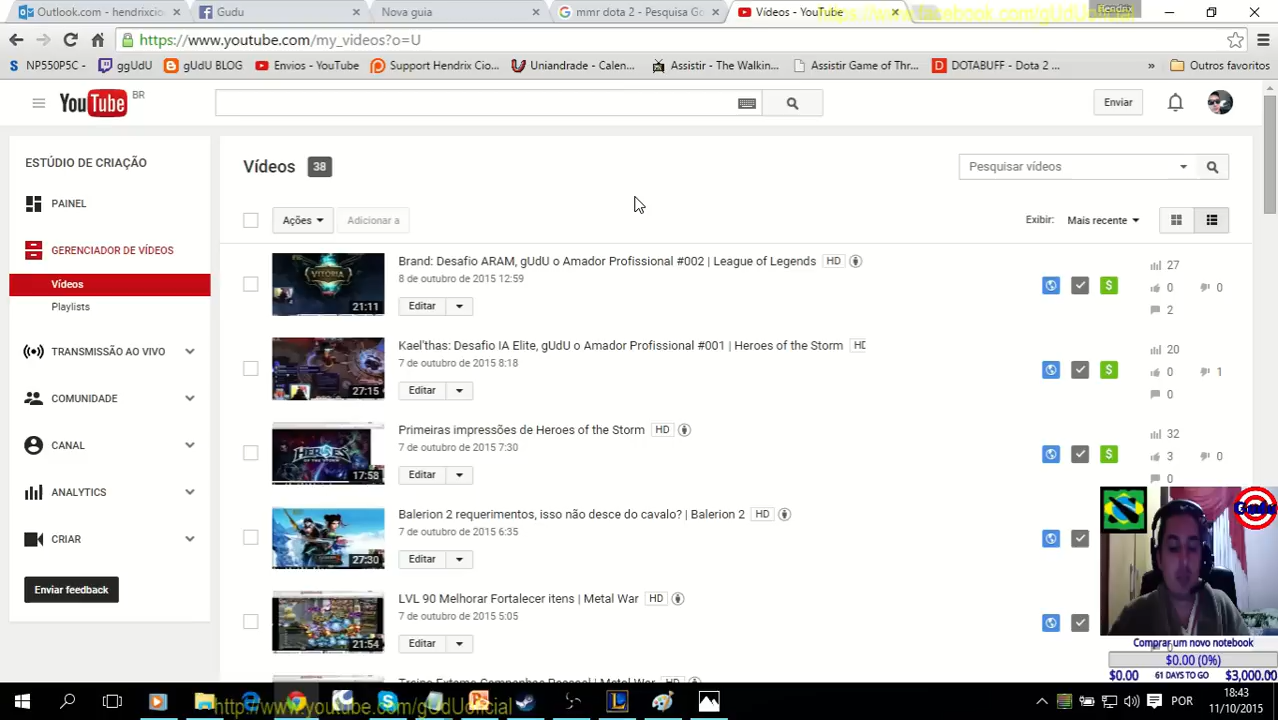 Outlook.com - hendrixcio
Gudu
Nova guia
mmr dota 2 - Pesquisa Go
Vídeos - YouTube
Hendrix
https://www.youtube.com/my_videos?o=U
NP550P5C -
ggUdU
gUdU BLOG
Envios - YouTube
Support Hendrix Cio...
Uniandrade - Calen...
Assistir - The Walkin...
Assistir Game of Thr...
DOTABUFF - Dota 2 ...
»
Outros favoritos
YouTube BR
Enviar
ESTÚDIO DE CRIAÇÃO
PAINEL
GERENCIADOR DE VÍDEOS
Vídeos
Playlists
TRANSMISSÃO AO VIVO
COMUNIDADE
CANAL
ANALYTICS
CRIAR
Enviar feedback
Vídeos 38
Pesquisar vídeos
Ações
Adicionar a
Exibir: Mais recente
Brand: Desafio ARAM, gUdU o Amador Profissional #002 | League of Legends HD
8 de outubro de 2015 12:59
Editar
VITÓRIA
21:11
27
0 0
2
Kael'thas: Desafio IA Elite, gUdU o Amador Profissional #001 | Heroes of the Storm HD
7 de outubro de 2015 8:18
Editar
27:15
20
0 1
0
Primeiras impressões de Heroes of the Storm HD
7 de outubro de 2015 7:30
Editar
HEROES
17:58
32
3 0
0
Balerion 2 requerimentos, isso não desce do cavalo? | Balerion 2 HD
7 de outubro de 2015 6:35
Editar
27:30
LVL 90 Melhorar Fortalecer itens | Metal War HD
7 de outubro de 2015 5:05
Editar
21:54
Gudu
Comprar um novo notebook
$0.00 (0%)
$0.00 61 DAYS TO GO $3,000.00
http://www.youtube.com/gUdUofficial
POR
18:43
11/10/2015